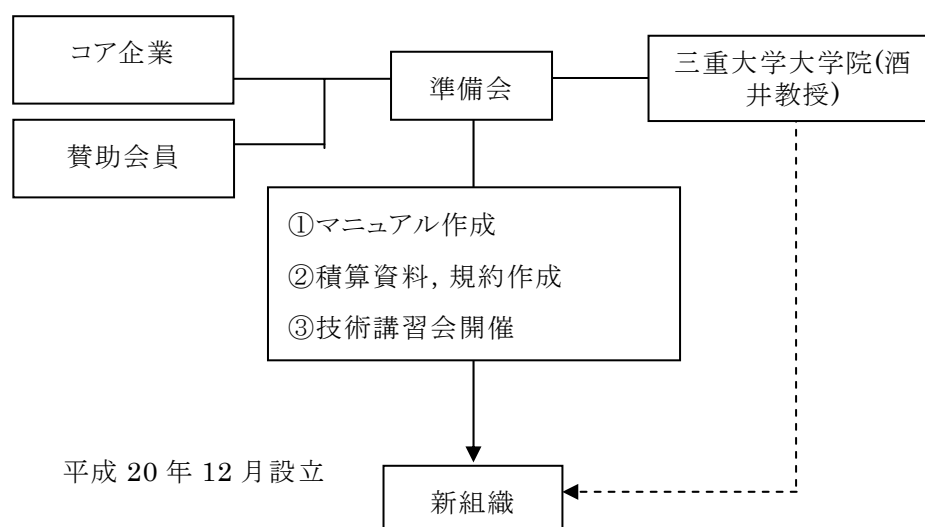 コア企業
準備会
三重大学大学院(酒
井教授)
賛助会員
①マニュアル作成
②積算資料, 規約作成
③技術講習会開催
平成 20 年 12 月設立
新組織